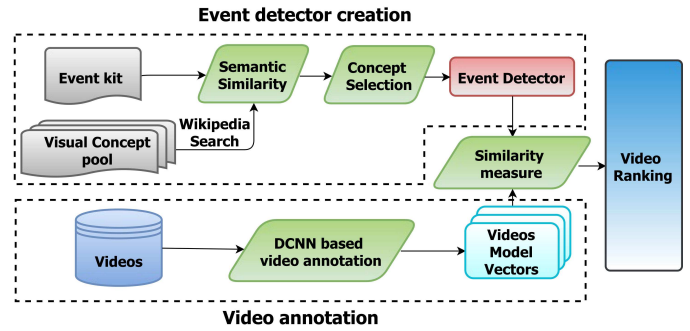 Event detector creation
Event kit
Semantic
Similarity
Concept
Selection
Event Detector
Visual Concept
pool
Wikipedia
Search
Similarity
measure
Video
Ranking
Videos
DCNN based
video annotation
Videos
Model
Vectors
Video annotation